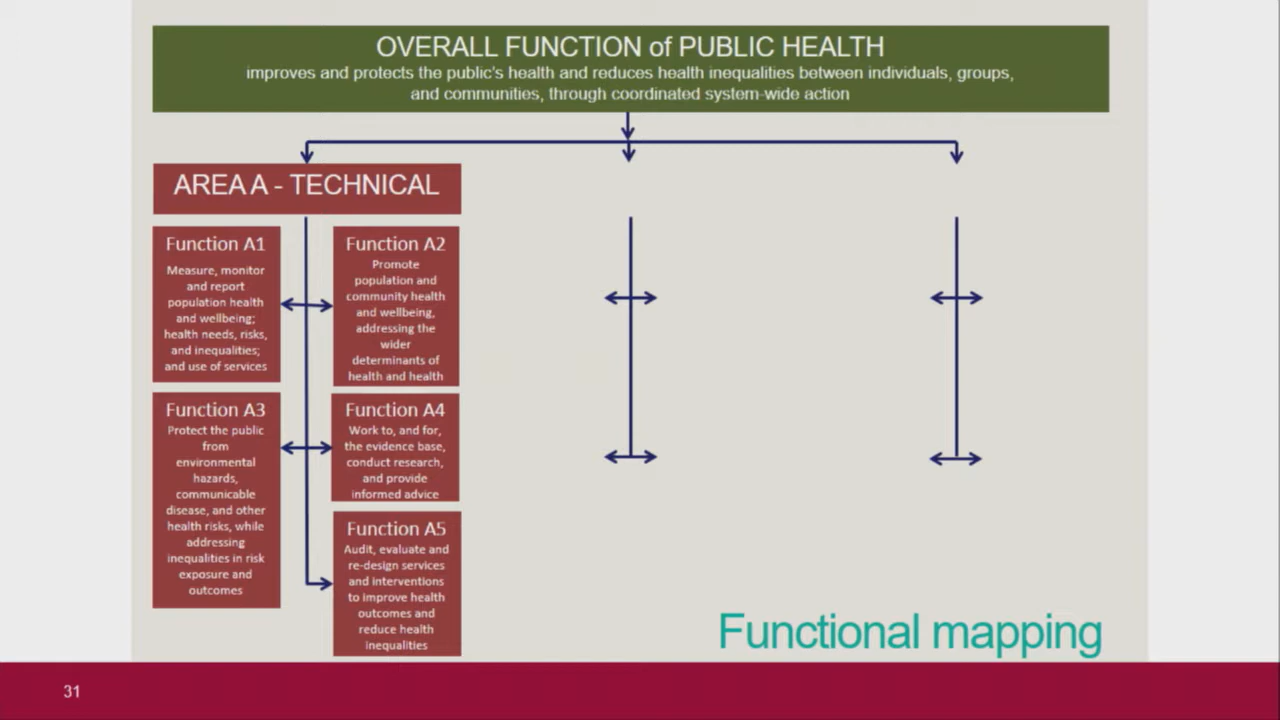 OVERALL FUNCTION of PUBLIC HEALTH
improves and protects the public's health and reduces health inequalities between individuals, groups,
and communities, through coordinated system-wide action
AREA A - TECHNICAL
Function A1
Measure, monitor
and report
population health
and wellbeing;
health needs, risks,
and inequalities;
and use of services
Function A2
Promote
population and
community health
and wellbeing,
addressing the
wider
determinants of
health and health
Function A3
Protect the public
from
environmental
hazards,
communicable
disease, and other
health risks, while
addressing
inequalities in risk
exposure and
outcomes
Function A4
Work to, and for,
the evidence base,
conduct research,
and provide
informed advice
Function A5
Audit, evaluate and
re-design services
and interventions
to improve health
outcomes and
reduce health
inequalities
Functional mapping
31